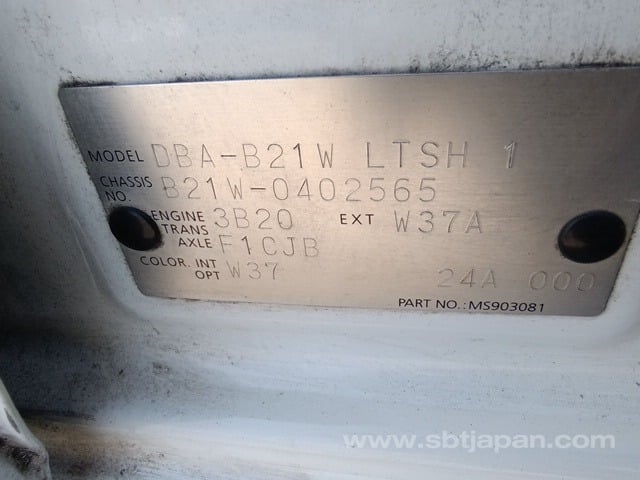 MODEL DBA-B21W LTSH 1
CHASSIS NO. B21W-0402565
ENGINE 3B20 EXT W37A
TRANS AXLE F1CJB
COLOR. INT OPT W37 24A 000
PART NO.:MS903081
www.sbtjapan.com